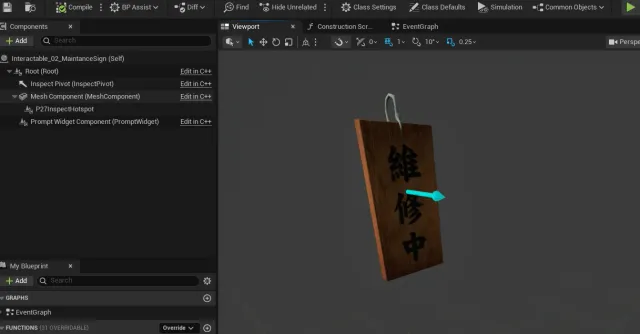 Compile
BP Assist
Diff
Find
Hide Unrelated
Class Settings
Class Defaults
Simulation
Common Objects
Components
Viewport
Construction Scr...
EventGraph
+ Add
Search
0°
1
10°
0.25
Persp
Interactable_02_MaintanceSign (Self)
Root (Root)
Edit in C++
Inspect Pivot (InspectPivot)
Edit in C++
Mesh Component (MeshComponent)
Edit in C++
P27InspectHotspot
Prompt Widget Component (PromptWidget)
Edit in C++
維修中
My Blueprint
+ Add
Search
GRAPHS
EventGraph
FUNCTIONS (31 OVERRIDABLE)
Override